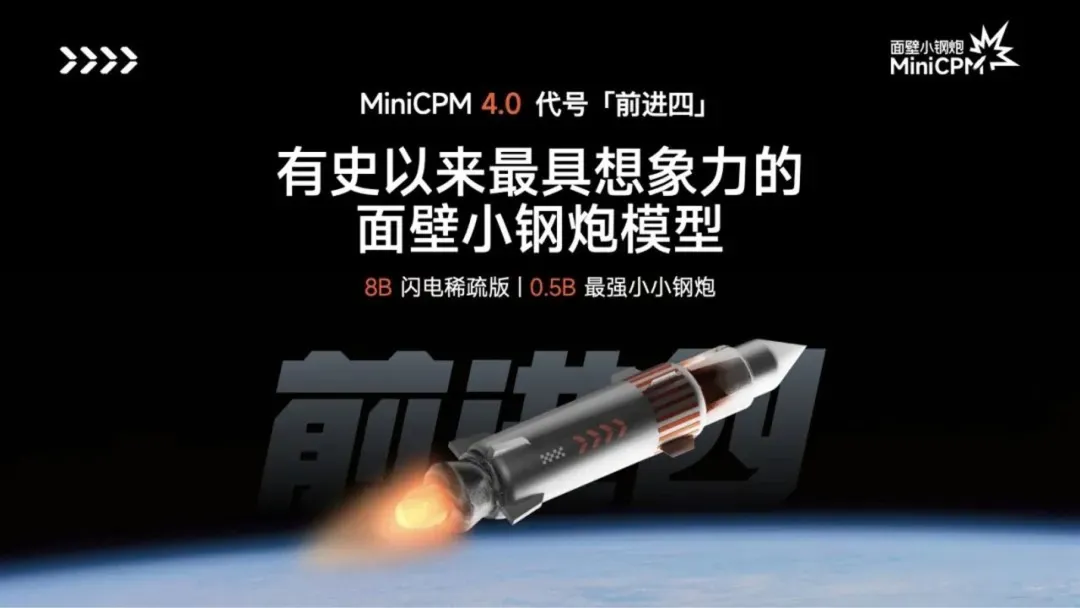 面壁小钢炮
MiniCPM
MiniCPM 4.0 代号「前进四」
有史以来最具想象力的
面壁小钢炮模型
8B 闪电稀疏版 | 0.5B 最强小小钢炮
前进四